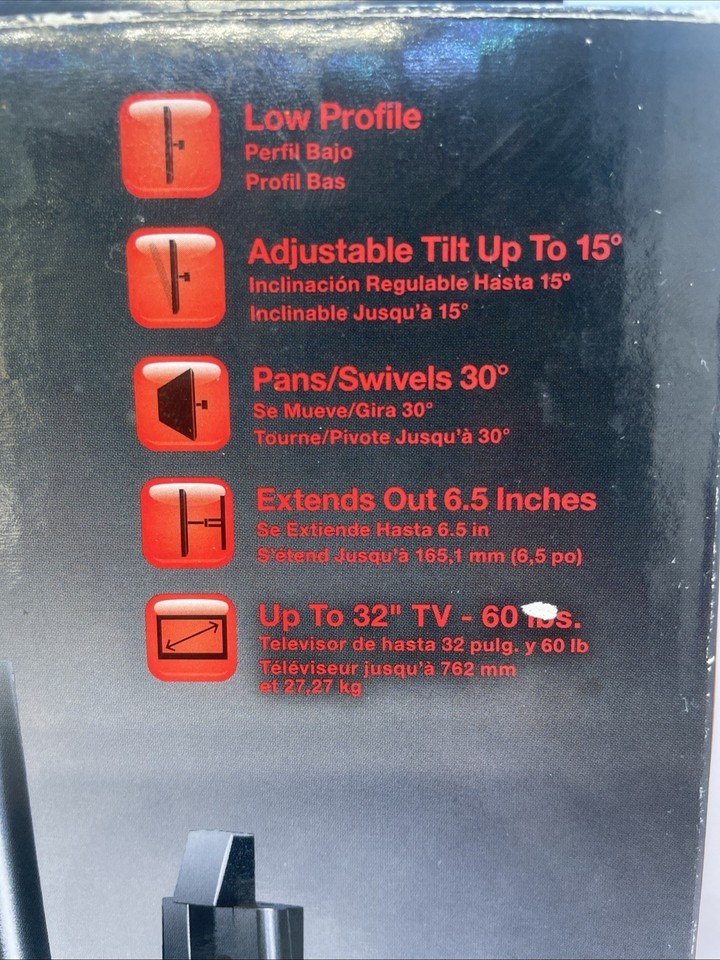 Low Profile
Perfil Bajo
Profil Bas
Adjustable Tilt Up To 15°
Inclinación Regulable Hasta 15º
Inclinable Jusqu'à 15°
Pans/Swivels 30°
Se Mueve/Gira 30°
Tourne/Pivote Jusqu'à 30°
Extends Out 6.5 Inches
Se Extiende Hasta 6.5 in
S'étend Jusqu'à 165,1 mm (6,5 po)
Up To 32" TV - 60 lbs.
Televisor de hasta 32 pulg. y 60 lb
Téléviseur jusqu'à 762 mm
et 27,27 kg